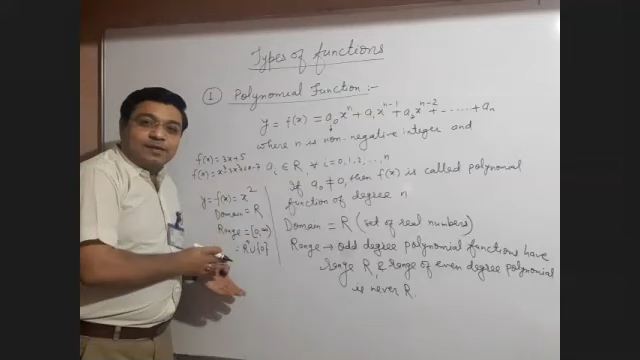 Types of functions
① Polynomial Function :-
y = f(x) = a₀xⁿ + a₁xⁿ⁻¹ + a₂xⁿ⁻² + ----- + aₙ
where n is non-negative integer and
f(x) = 3x+5
aᵢ ∈ R, ∀ i = 0, 1, 2, ..., n
If a₀ ≠ 0, then f(x) is called polynomial
function of degree n
y = f(x) = x²
Domain = R
Range = [0, ∞)
= R⁺∪{0}
Domain = R (set of real numbers)
Range → odd degree polynomial functions have
range R, & range of even degree polynomial
is never R.